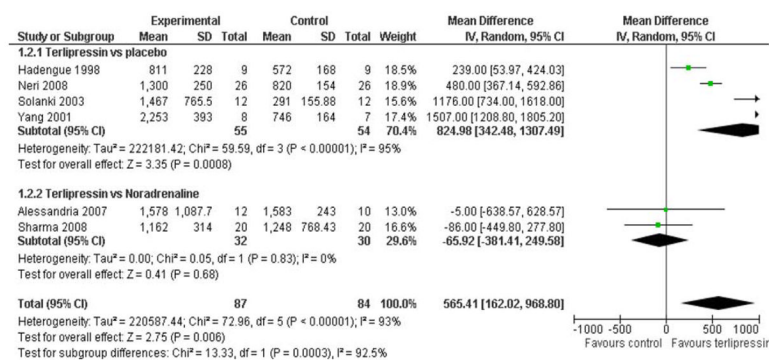 Experimental Control Mean Difference Mean Difference
Study or Subgroup Mean SD Total Mean SD Total Weight IV, Random, 95% CI IV, Random, 95% CI
1.2.1 Terlipressin vs placebo
Hadengue 1998 811 228 9 572 168 9 18.5% 239.00 [53.97, 424.03]
Neri 2008 1,300 250 26 820 154 26 18.9% 480.00 [367.14, 592.86]
Solanki 2003 1,467 765.5 12 291 155.88 12 15.6% 1176.00 [734.00, 1618.00]
Yang 2001 2,253 393 8 746 164 7 17.4% 1507.00 [1208.80, 1805.20]
Subtotal (95% CI) 55 54 70.4% 824.98 [342.48, 1307.49]
Heterogeneity: Tau² = 222181.42; Chi² = 59.59, df = 3 (P < 0.00001); I² = 95%
Test for overall effect: Z = 3.35 (P = 0.0008)
1.2.2 Terlipressin vs Noradrenaline
Alessandria 2007 1,578 1,087.7 12 1,583 243 10 13.0% -5.00 [-638.57, 628.57]
Sharma 2008 1,162 314 20 1,248 768.43 20 16.6% -86.00 [-449.80, 277.80]
Subtotal (95% CI) 32 30 29.6% -65.92 [-381.41, 249.58]
Heterogeneity: Tau² = 0.00; Chi² = 0.05, df = 1 (P = 0.83); I² = 0%
Test for overall effect: Z = 0.41 (P = 0.68)
Total (95% CI) 87 84 100.0% 565.41 [162.02, 968.80]
Heterogeneity: Tau² = 220587.44; Chi² = 72.96, df = 5 (P < 0.00001); I² = 93%
Test for overall effect: Z = 2.75 (P = 0.006)
Test for subgroup differences: Chi² = 13.33, df = 1 (P = 0.0003), I² = 92.5%
-1000 -500 0 500 1000
Favours control Favours terlipressin